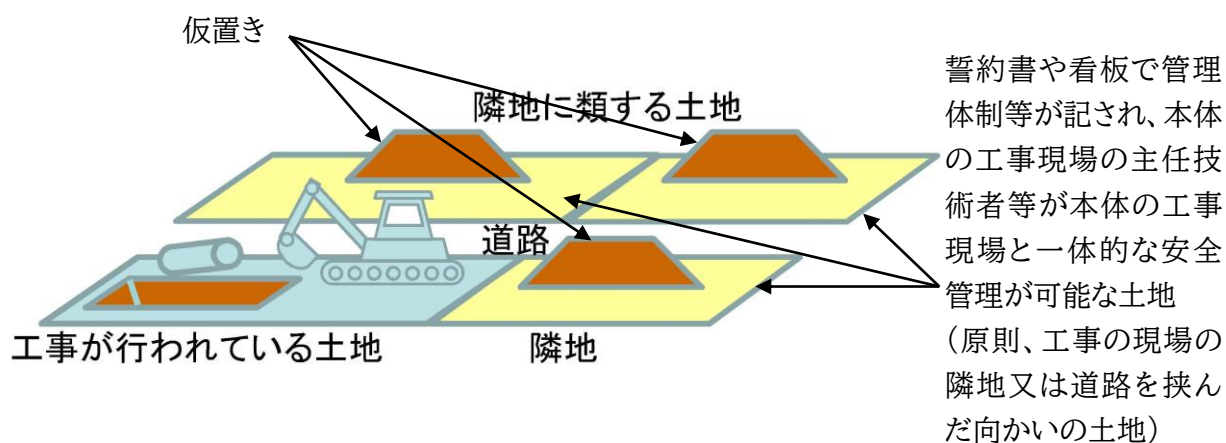 仮置き
隣地に類する土地
道路
工事が行われている土地
隣地
誓約書や看板で管理
体制等が記され、本体
の工事現場の主任技
術者等が本体の工事
現場と一体的な安全
管理が可能な土地
（原則、工事の現場の
隣地又は道路を挟ん
だ向かいの土地）